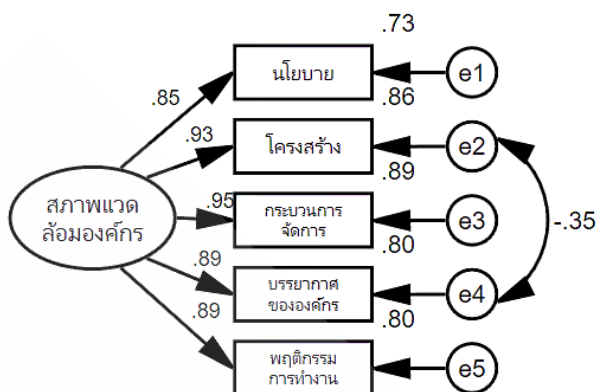 .73
นโยบาย
e1
.85
.86
.93
โครงสร้าง
e2
.89
สภาพแวด
ล้อมองค์กร
.95
กระบวนการ
จัดการ
e3
-.35
.80
.89
บรรยากาศ
ขององค์กร
e4
.89
.80
พฤติกรรม
การทำงาน
e5